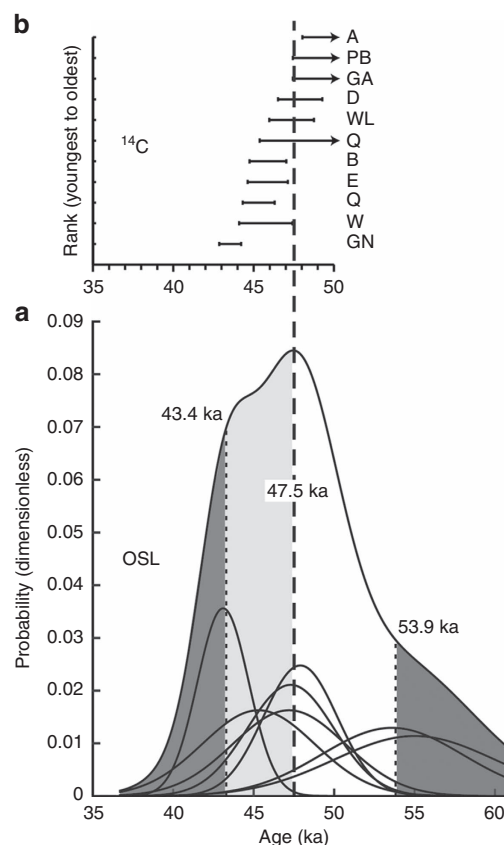 b
Rank (youngest to oldest)
14C
A
PB
GA
D
WL
Q
B
E
Q
W
GN
35 40 45 50
a
Probability (dimensionless)
0.09
0.08
0.07
0.06
0.05
0.04
0.03
0.02
0.01
0
43.4 ka
47.5 ka
OSL
53.9 ka
35 40 45 50 55 60
Age (ka)